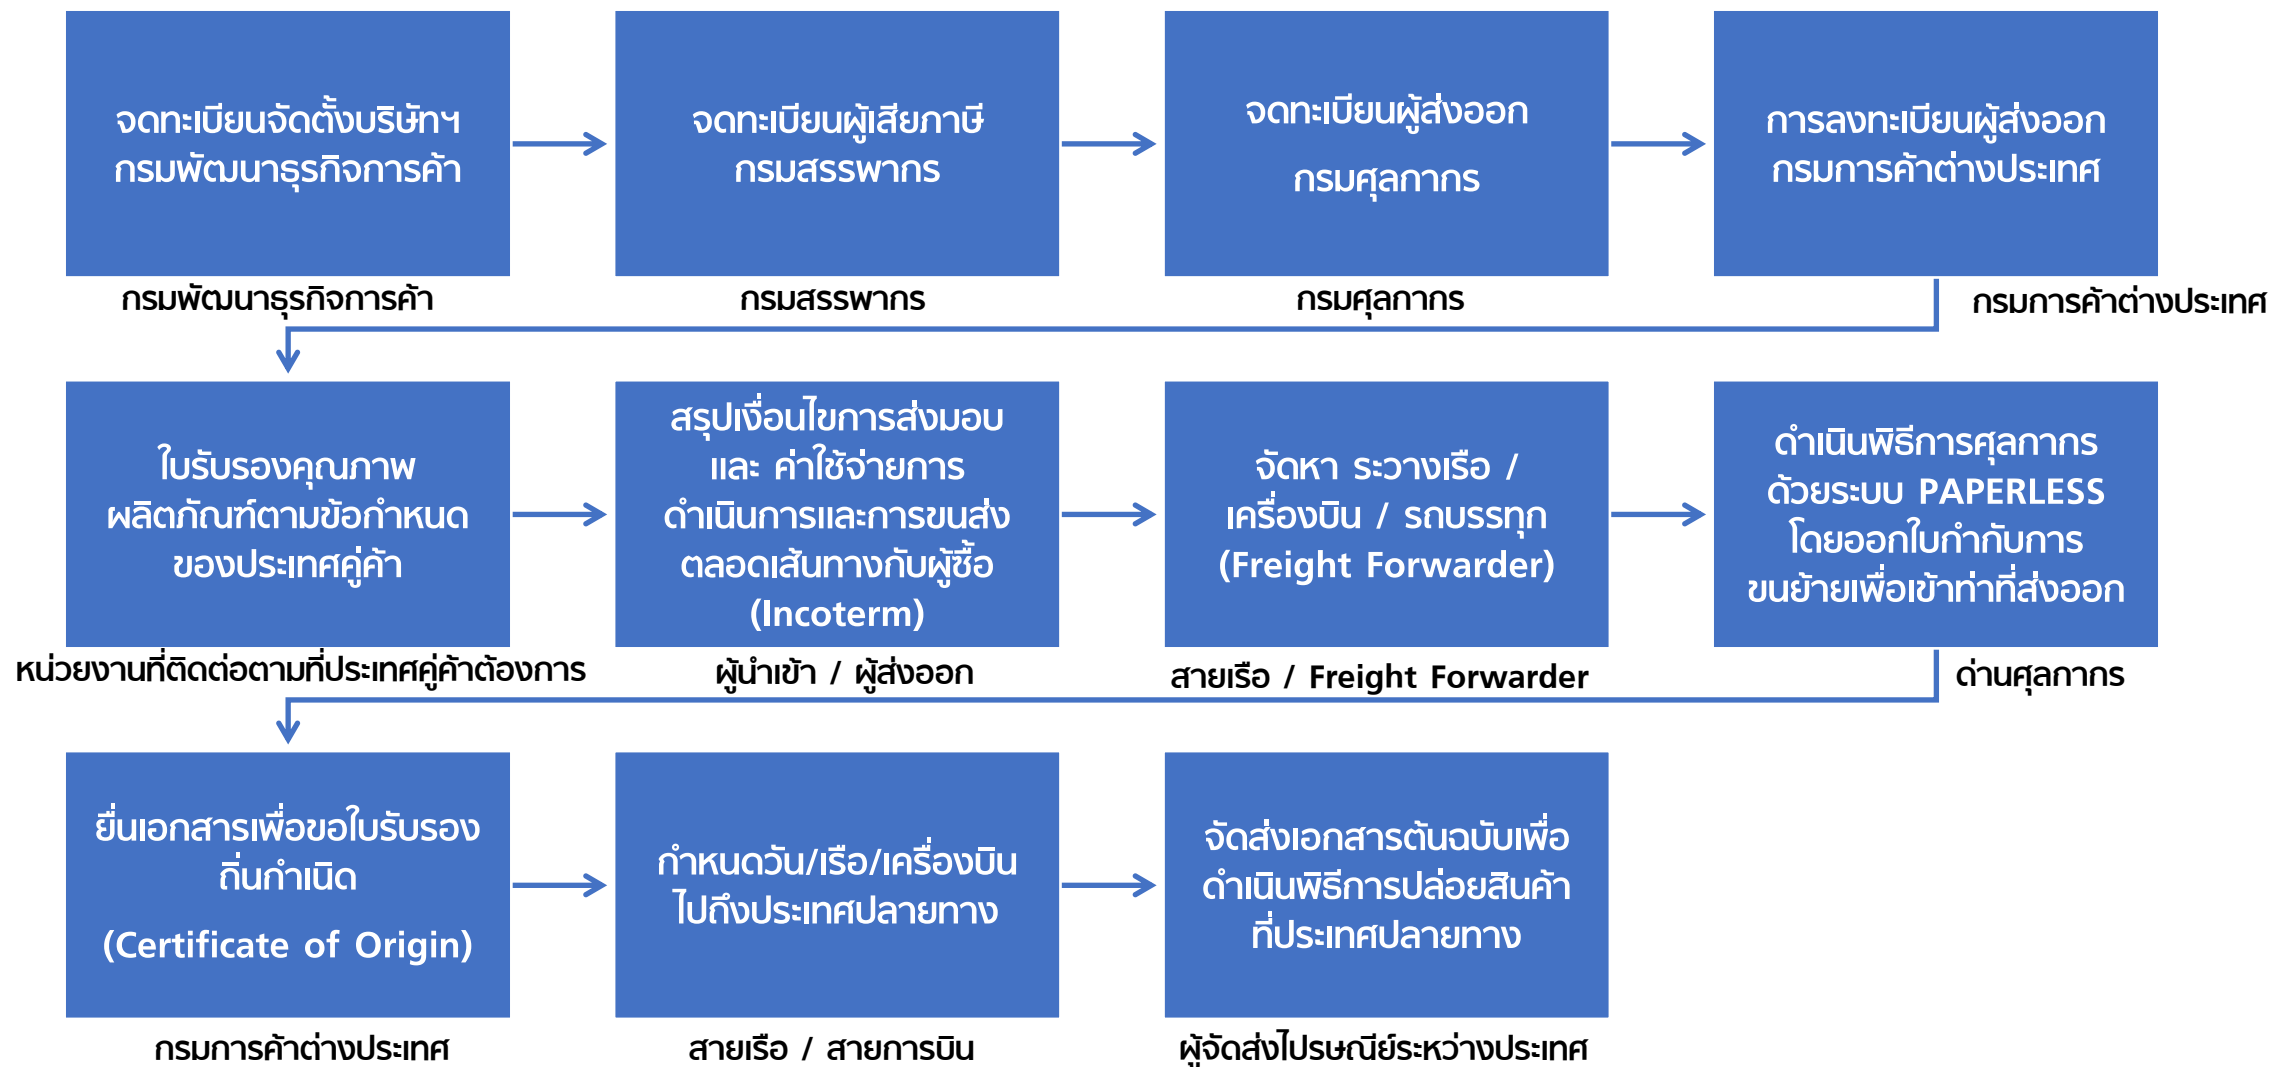 จดทะเบียนจัดตั้งบริษัทฯ
กรมพัฒนาธุรกิจการค้า
กรมพัฒนาธุรกิจการค้า
จดทะเบียนผู้เสียภาษี
กรมสรรพากร
กรมสรรพากร
จดทะเบียนผู้ส่งออก
กรมศุลกากร
กรมศุลกากร
การลงทะเบียนผู้ส่งออก
กรมการค้าต่างประเทศ
กรมการค้าต่างประเทศ
ใบรับรองคุณภาพ
ผลิตภัณฑ์ตามข้อกำหนด
ของประเทศคู่ค้า
หน่วยงานที่ติดต่อตามที่ประเทศคู่ค้าต้องการ
สรุปเงื่อนไขการส่งมอบ
และ ค่าใช้จ่ายการ
ดำเนินการและการขนส่ง
ตลอดเส้นทางกับผู้ซื้อ
(Incoterm)
ผู้นำเข้า / ผู้ส่งออก
จัดหา ระวางเรือ /
เครื่องบิน / รถบรรทุก
(Freight Forwarder)
สายเรือ / Freight Forwarder
ดำเนินพิธีการศุลกากร
ด้วยระบบ PAPERLESS
โดยออกใบกำกับการ
ขนย้ายเพื่อเข้าท่าที่ส่งออก
ด่านศุลกากร
ยื่นเอกสารเพื่อขอใบรับรอง
ถิ่นกำเนิด
(Certificate of Origin)
กรมการค้าต่างประเทศ
กำหนดวัน/เรือ/เครื่องบิน
ไปถึงประเทศปลายทาง
สายเรือ / สายการบิน
จัดส่งเอกสารต้นฉบับเพื่อ
ดำเนินพิธีการปล่อยสินค้า
ที่ประเทศปลายทาง
ผู้จัดส่งไปรษณีย์ระหว่างประเทศ